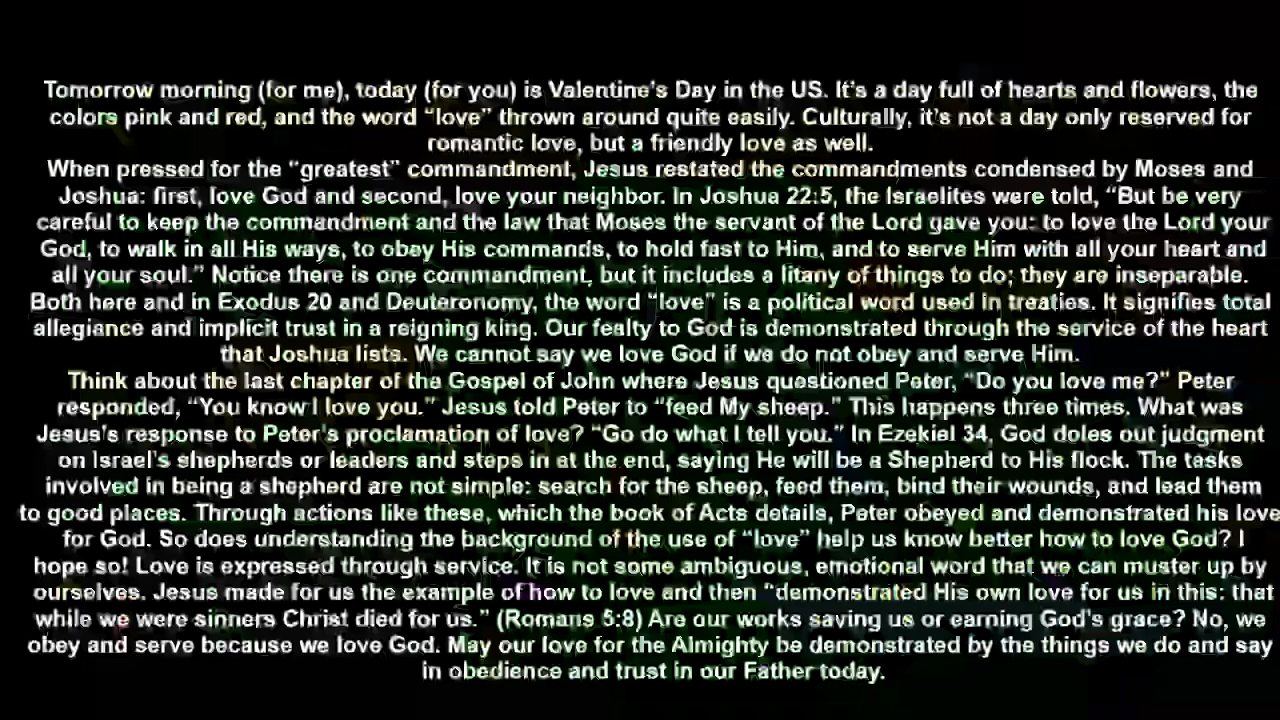 Tomorrow morning (for me), today (for you) is Valentine's Day in the US. It's a day full of hearts and flowers, the
colors pink and red, and the word “love” thrown around quite easily. Culturally, it's not a day only reserved for
romantic love, but a friendly love as well.
When pressed for the “greatest” commandment, Jesus restated the commandments condensed by Moses and
Joshua: first, love God and second, love your neighbor. In Joshua 22:5, the Israelites were told, “But be very
careful to keep the commandment and the law that Moses the servant of the Lord gave you: to love the Lord your
God, to walk in all His ways, to obey His commands, to hold fast to Him, and to serve Him with all your heart and
all your soul.” Notice there is one commandment, but it includes a litany of things to do; they are inseparable.
Both here and in Exodus 20 and Deuteronomy, the word “love” is a political word used in treaties. It signifies total
allegiance and implicit trust in a reigning king. Our fealty to God is demonstrated through the service of the heart
that Joshua lists. We cannot say we love God if we do not obey and serve Him.
Think about the last chapter of the Gospel of John where Jesus questioned Peter, “Do you love me?” Peter
responded, “You know I love you.” Jesus told Peter to “feed My sheep.” This happens three times. What was
Jesus's response to Peter's proclamation of love? “Go do what I tell you.” In Ezekiel 34, God doles out judgment
on Israel's shepherds or leaders and steps in at the end, saying He will be a Shepherd to His flock. The tasks
involved in being a shepherd are not simple: search for the sheep, feed them, bind their wounds, and lead them
to good places. Through actions like these, which the book of Acts details, Peter obeyed and demonstrated his love
for God. So does understanding the background of the use of “love” help us know better how to love God? I
hope so! Love is expressed through service. It is not some ambiguous, emotional word that we can muster up by
ourselves. Jesus made for us the example of how to love and then “demonstrated His own love for us in this: that
while we were sinners Christ died for us.” (Romans 5:8) Are our works saving us or earning God's grace? No, we
obey and serve because we love God. May our love for the Almighty be demonstrated by the things we do and say
in obedience and trust in our Father today.